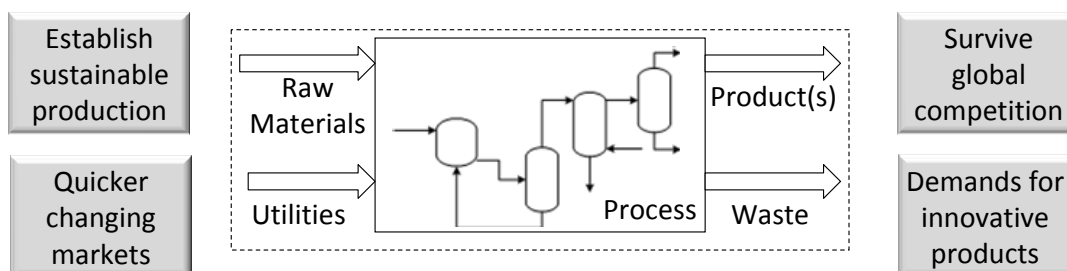 Establish
sustainable
production
Quicker
changing
markets
Raw
Materials
Utilities
Process
Product(s)
Waste
Survive
global
competition
Demands for
innovative
products